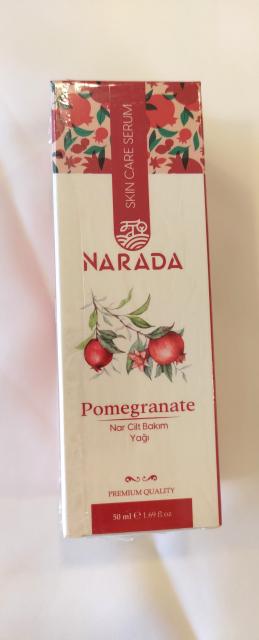 SKIN CARE SERUM
NARADA
Pomegranate
Nar Cilt Bakım
Yağı
PREMIUM QUALITY
50 ml ℮ 1.69 fl.oz